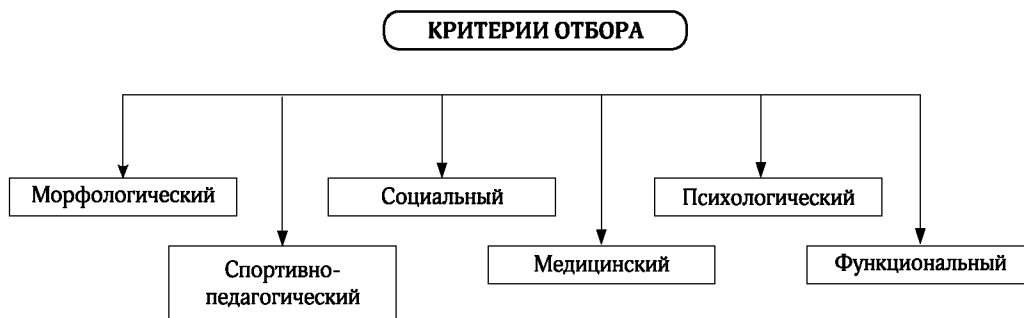 КРИТЕРИИ ОТБОРА
Морфологический
Социальный
Психологический
Спортивно-
педагогический
Медицинский
Функциональный